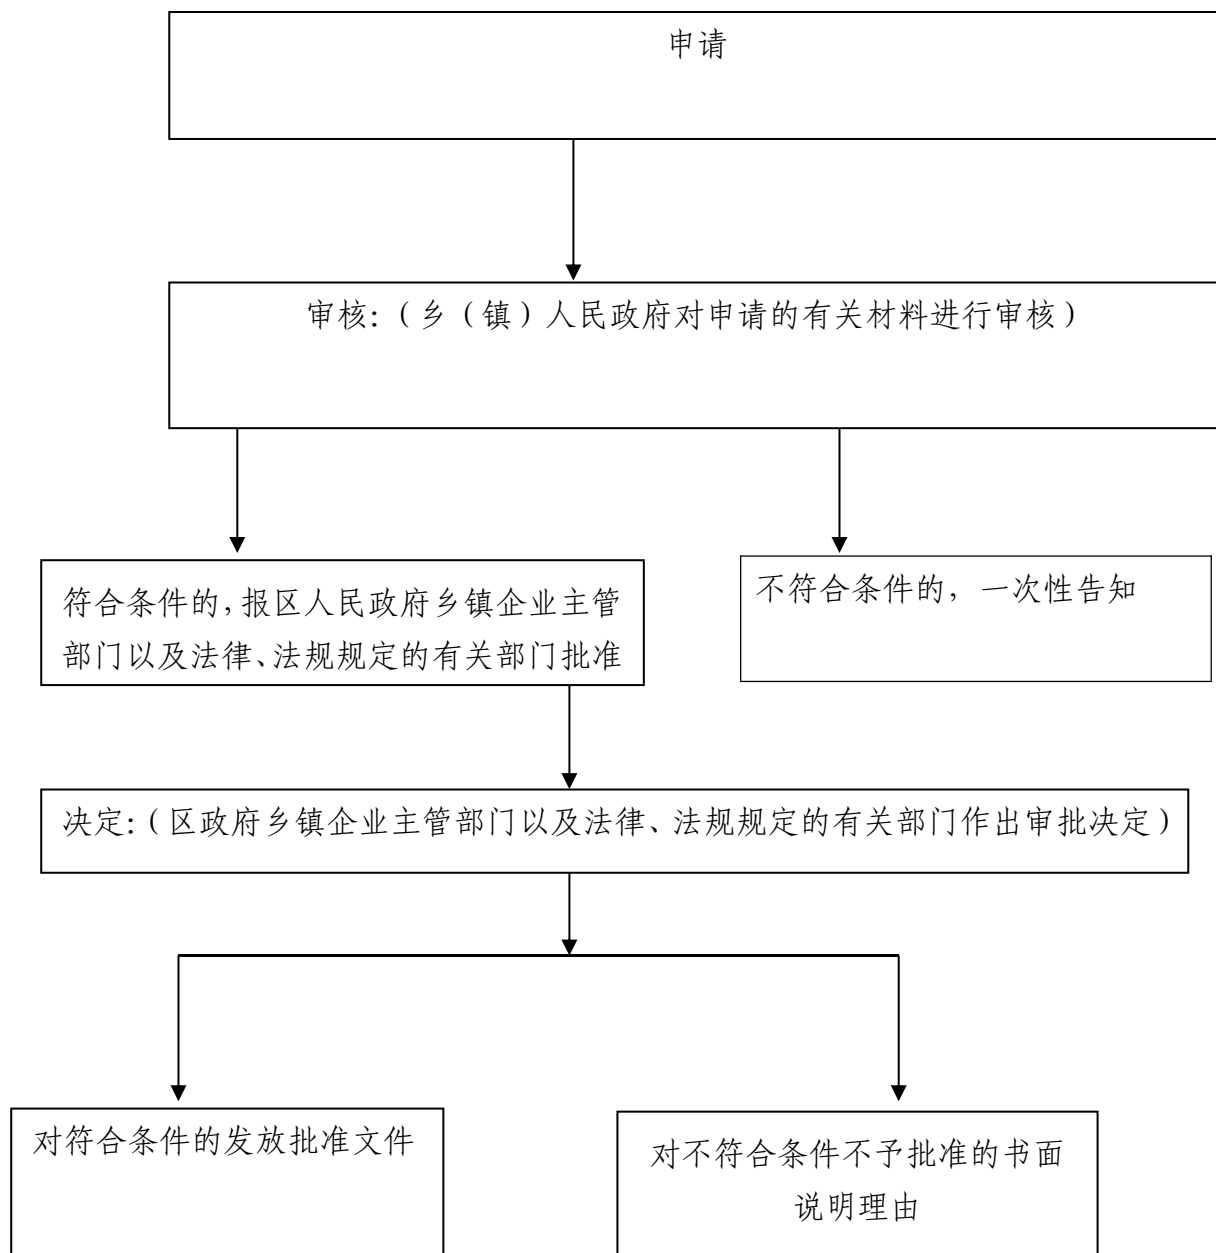 申请
审核：（乡（镇）人民政府对申请的有关材料进行审核）
符合条件的，报区人民政府乡镇企业主管
部门以及法律、法规规定的有关部门批准
不符合条件的，一次性告知
决定：（区政府乡镇企业主管部门以及法律、法规规定的有关部门作出审批决定）
对符合条件的发放批准文件
对不符合条件不予批准的书面
说明理由